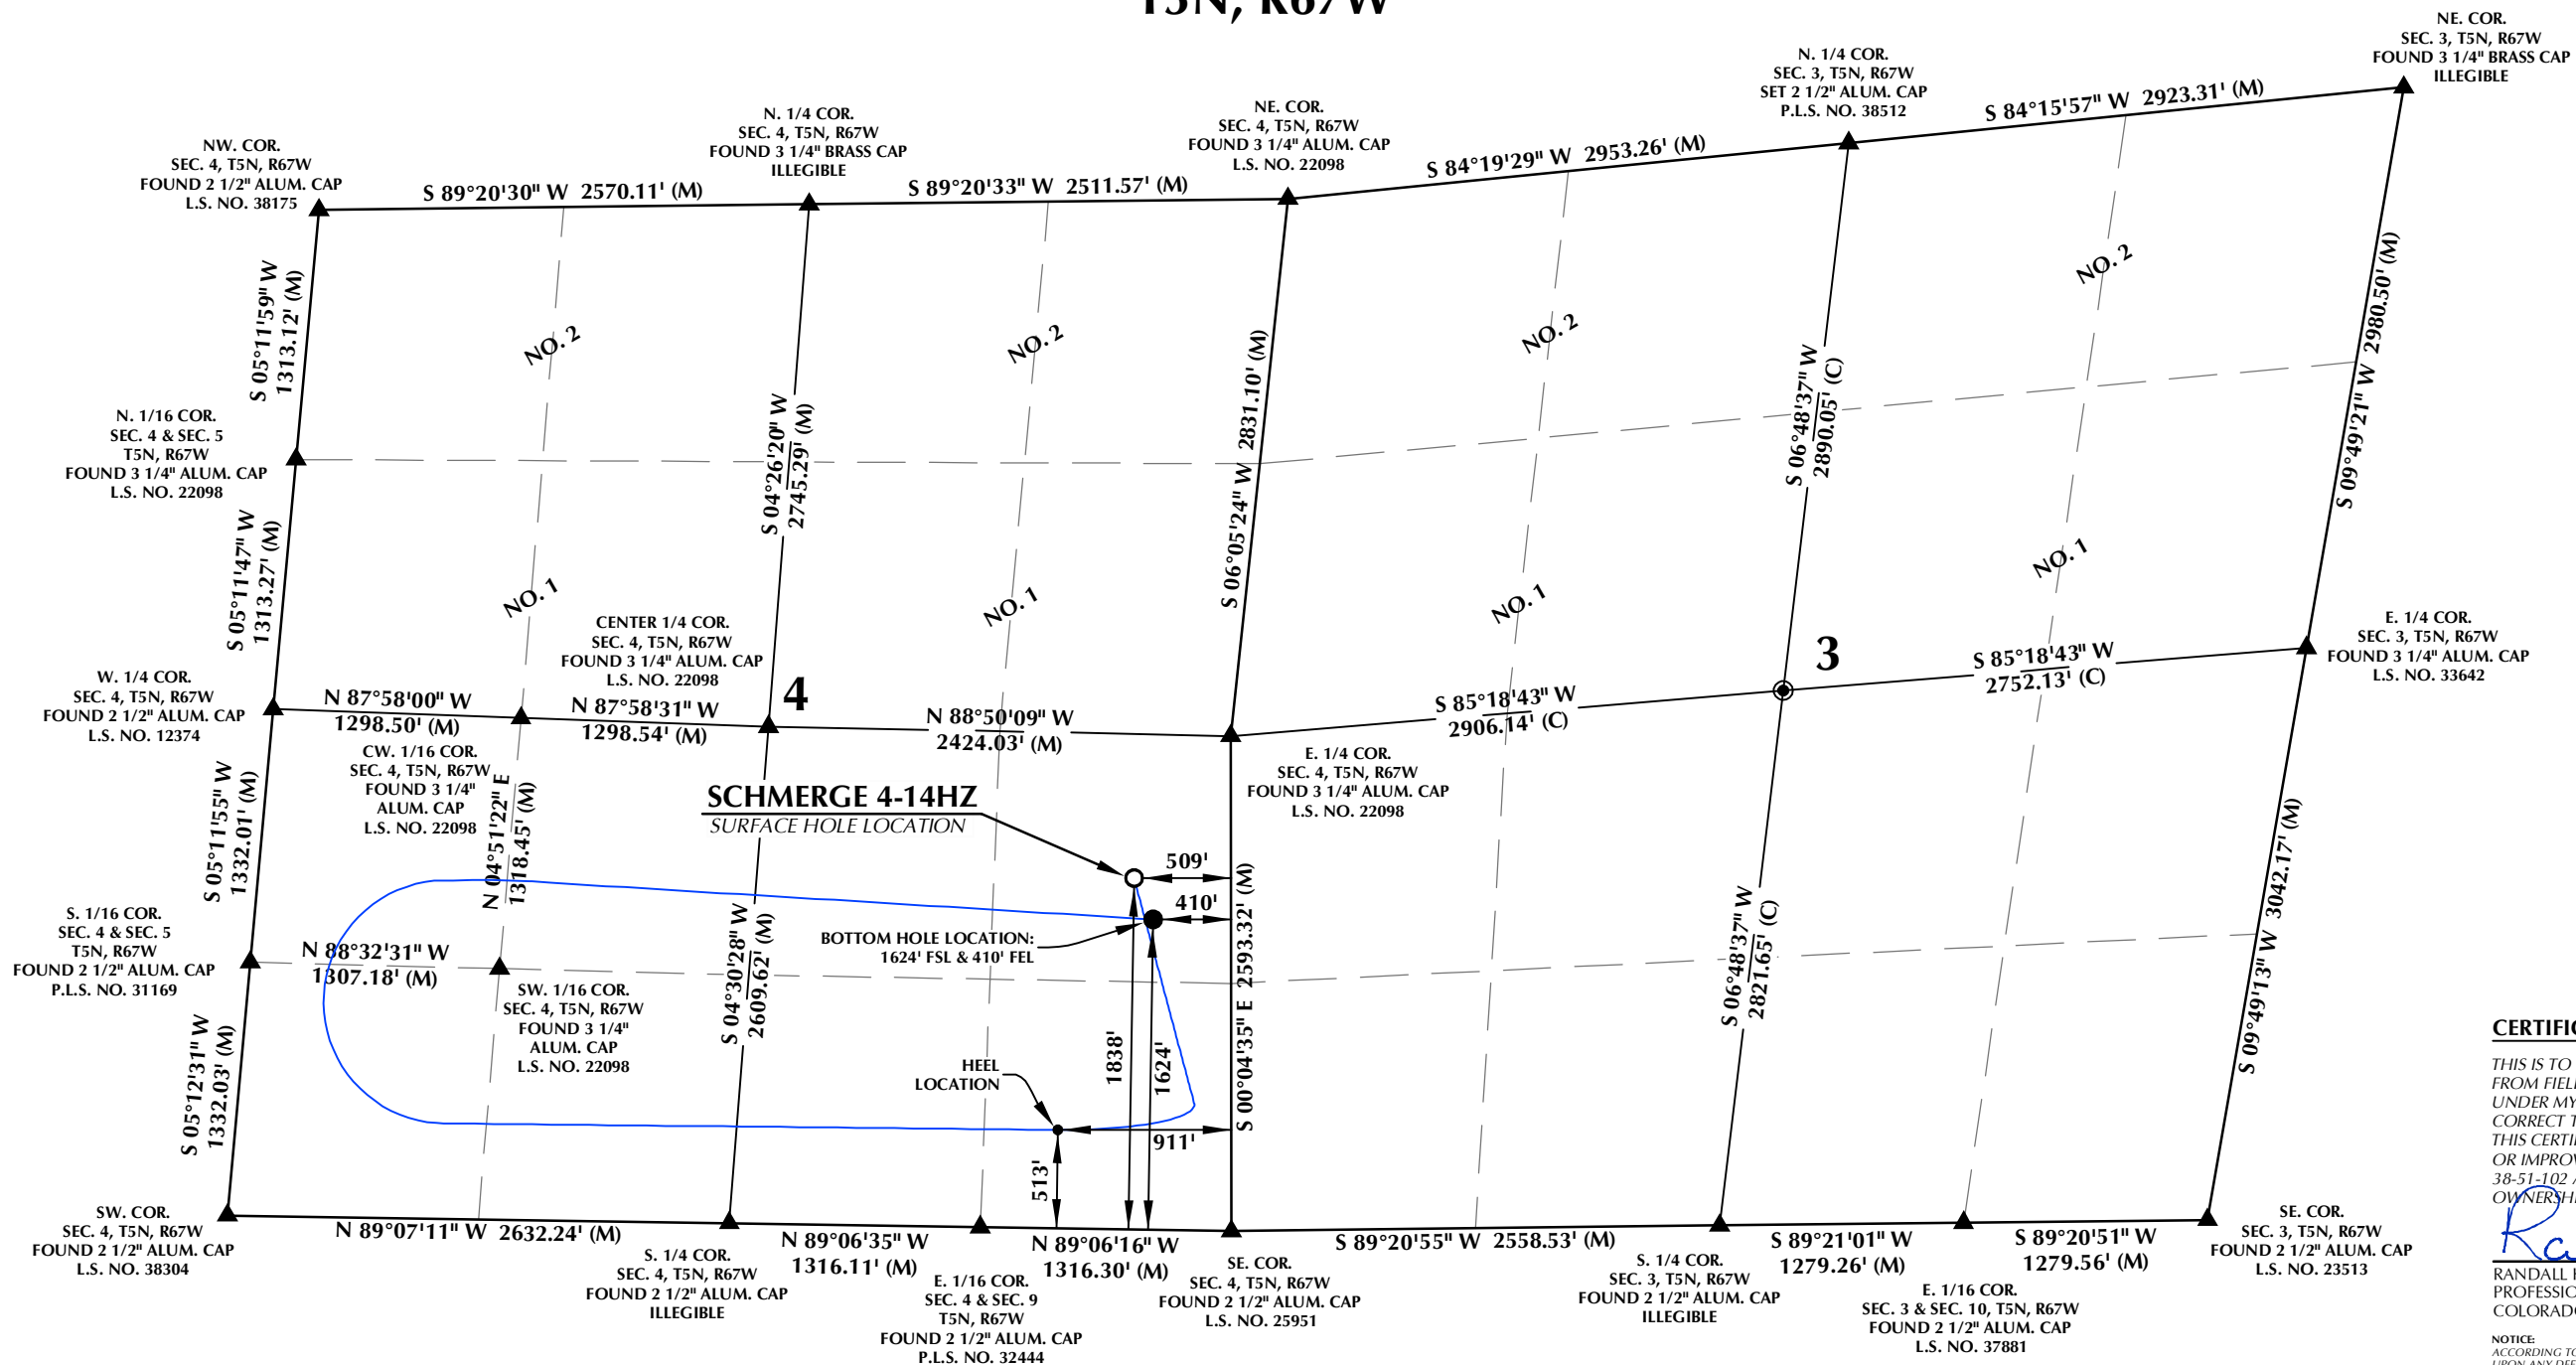 T5N, R67W
NE. COR.
SEC. 3, T5N, R67W
FOUND 3 1/4" BRASS CAP
ILLEGIBLE
N. 1/4 COR.
SEC. 3, T5N, R67W
SET 2 1/2" ALUM. CAP
P.L.S. NO. 38512
S 84°15'57" W 2923.31' (M)
NE. COR.
SEC. 4, T5N, R67W
FOUND 3 1/4" ALUM. CAP
L.S. NO. 22098
S 84°19'29" W 2953.26' (M)
N. 1/4 COR.
SEC. 4, T5N, R67W
FOUND 3 1/4" BRASS CAP
ILLEGIBLE
NW. COR.
SEC. 4, T5N, R67W
FOUND 2 1/2" ALUM. CAP
L.S. NO. 38175
S 89°20'30" W 2570.11' (M)
S 89°20'33" W 2511.57' (M)
S 05°11'59" W
1313.12' (M)
NO. 2
NO. 2
NO. 2
NO. 2
S 06°05'24" W 2831.10' (M)
S 04°26'20" W
2745.29' (M)
S 06°48'37" W
2890.05' (C)
S 09°49'21" W 2980.50' (M)
N. 1/16 COR.
SEC. 4 & SEC. 5
T5N, R67W
FOUND 3 1/4" ALUM. CAP
L.S. NO. 22098
S 05°11'47" W
1313.27' (M)
NO. 1
NO. 1
NO. 1
NO. 1
CENTER 1/4 COR.
SEC. 4, T5N, R67W
FOUND 3 1/4" ALUM. CAP
L.S. NO. 22098
4
3
E. 1/4 COR.
SEC. 3, T5N, R67W
FOUND 3 1/4" ALUM. CAP
L.S. NO. 33642
W. 1/4 COR.
SEC. 4, T5N, R67W
FOUND 2 1/2" ALUM. CAP
L.S. NO. 12374
N 87°58'00" W
1298.50' (M)
N 87°58'31" W
1298.54' (M)
N 88°50'09" W
2424.03' (M)
S 85°18'43" W
2906.14' (C)
S 85°18'43" W
2752.13' (C)
CW. 1/16 COR.
SEC. 4, T5N, R67W
FOUND 3 1/4"
ALUM. CAP
L.S. NO. 22098
N 04°51'22" E
1318.45' (M)
E. 1/4 COR.
SEC. 4, T5N, R67W
FOUND 3 1/4" ALUM. CAP
L.S. NO. 22098
SCHMERGE 4-14HZ
SURFACE HOLE LOCATION
S 05°11'55" W
1332.01' (M)
509'
410'
BOTTOM HOLE LOCATION:
1624' FSL & 410' FEL
S 04°30'28" W
2609.62' (M)
S 00°04'35" E 2593.32' (M)
S 06°48'37" W
2821.65' (C)
S 09°49'13" W 3042.17' (M)
S. 1/16 COR.
SEC. 4 & SEC. 5
T5N, R67W
FOUND 2 1/2" ALUM. CAP
P.L.S. NO. 31169
N 88°32'31" W
1307.18' (M)
SW. 1/16 COR.
SEC. 4, T5N, R67W
FOUND 3 1/4"
ALUM. CAP
L.S. NO. 22098
S 05°12'31" W
1332.03' (M)
HEEL
LOCATION
1838'
1624'
911'
513'
SW. COR.
SEC. 4, T5N, R67W
FOUND 2 1/2" ALUM. CAP
L.S. NO. 38304
N 89°07'11" W 2632.24' (M)
S. 1/4 COR.
SEC. 4, T5N, R67W
FOUND 2 1/2" ALUM. CAP
ILLEGIBLE
N 89°06'35" W
1316.11' (M)
E. 1/16 COR.
SEC. 4 & SEC. 9
T5N, R67W
FOUND 2 1/2" ALUM. CAP
P.L.S. NO. 32444
N 89°06'16" W
1316.30' (M)
SE. COR.
SEC. 4, T5N, R67W
FOUND 2 1/2" ALUM. CAP
L.S. NO. 25951
S 89°20'55" W 2558.53' (M)
S. 1/4 COR.
SEC. 3, T5N, R67W
FOUND 2 1/2" ALUM. CAP
ILLEGIBLE
S 89°21'01" W
1279.26' (M)
E. 1/16 COR.
SEC. 3 & SEC. 10, T5N, R67W
FOUND 2 1/2" ALUM. CAP
L.S. NO. 37881
S 89°20'51" W
1279.56' (M)
SE. COR.
SEC. 3, T5N, R67W
FOUND 2 1/2" ALUM. CAP
L.S. NO. 23513
THIS IS TO
UNDER MY
CORRECT
OR IMPROV
38-51-102
OWNERSHI
RANDALL
PROFESSIO
COLORAD
NOTICE:
ACCORDING TO
UPON ANY DEF